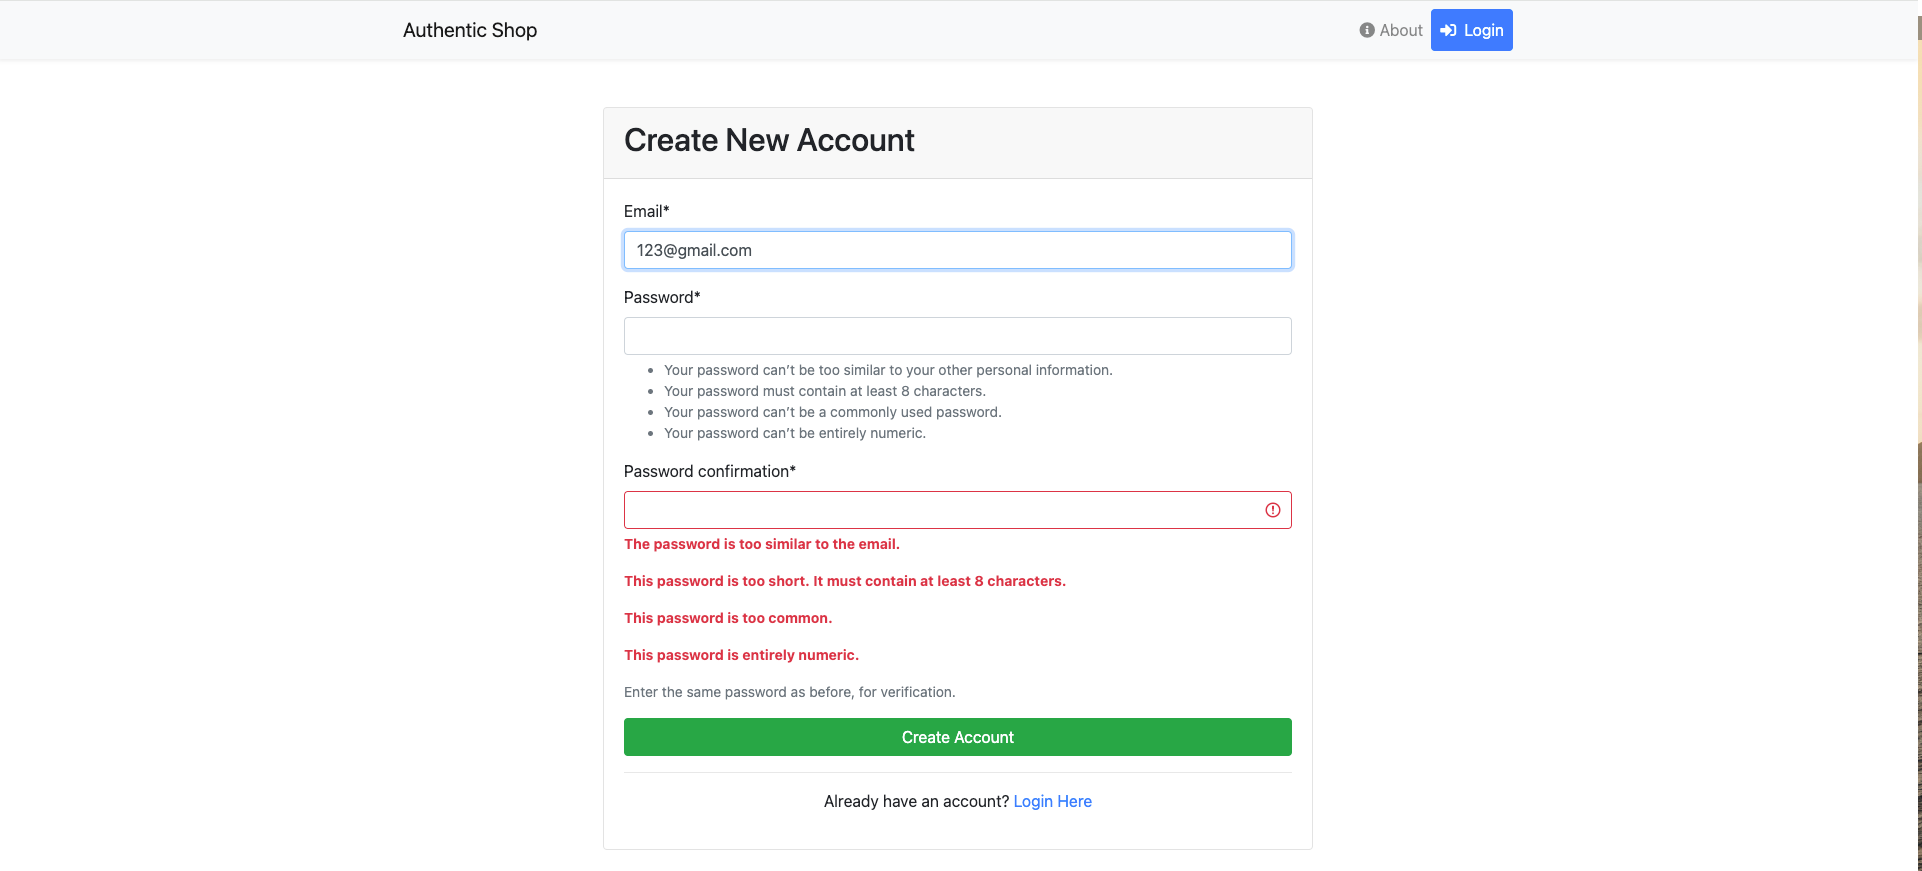 Authentic Shop
About
Login
Create New Account
Email*
123@gmail.com
Password*
Your password can’t be too similar to your other personal information.
Your password must contain at least 8 characters.
Your password can’t be a commonly used password.
Your password can’t be entirely numeric.
Password confirmation*
The password is too similar to the email.
This password is too short. It must contain at least 8 characters.
This password is too common.
This password is entirely numeric.
Enter the same password as before, for verification.
Create Account
Already have an account? Login Here